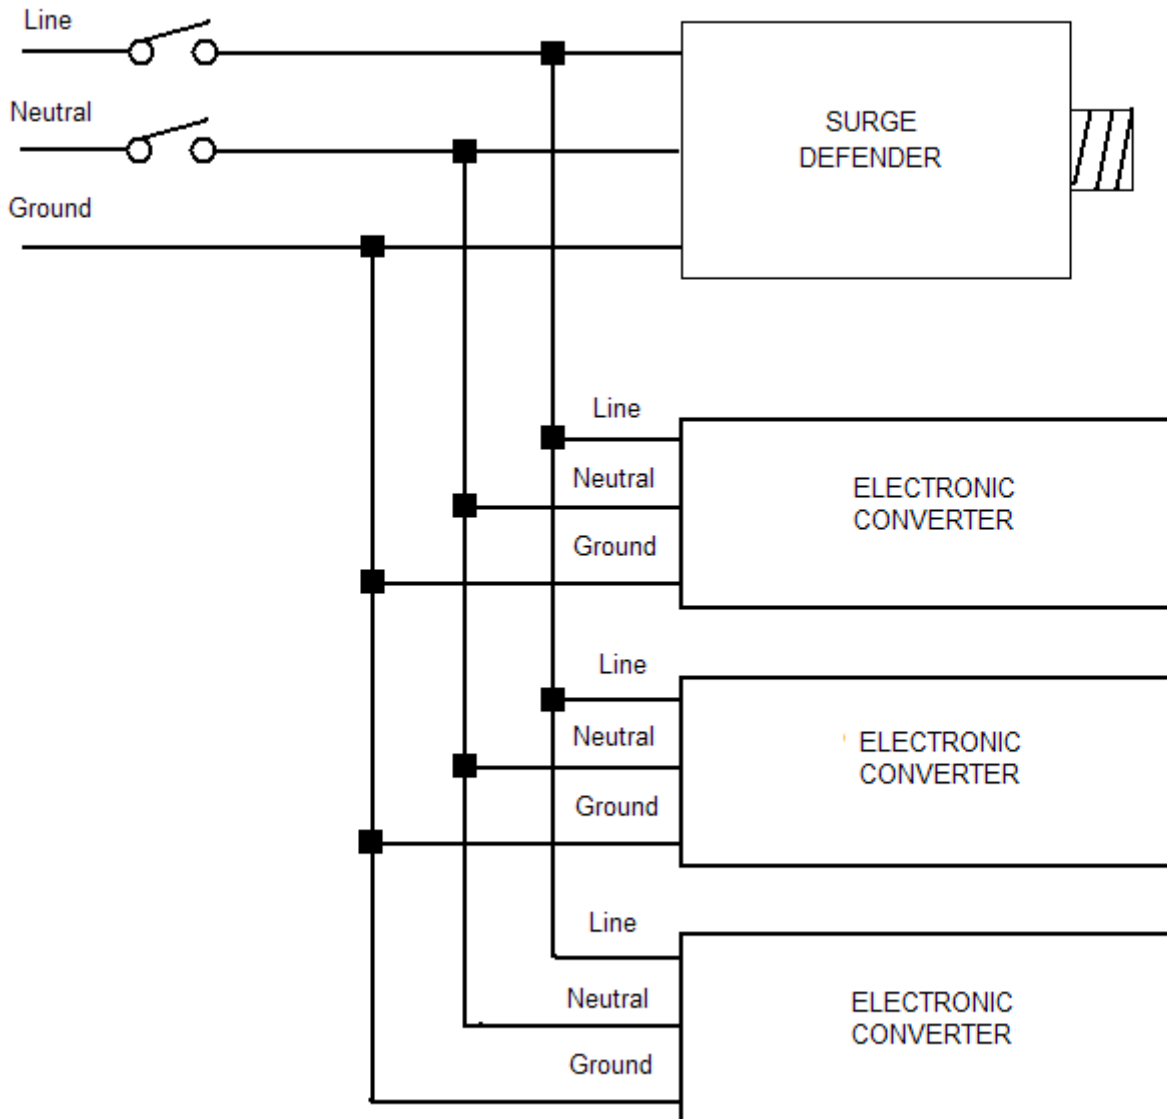 Line
Neutral
Ground
SURGE
DEFENDER
Line
Neutral
Ground
ELECTRONIC
CONVERTER
Line
Neutral
Ground
ELECTRONIC
CONVERTER
Line
Neutral
Ground
ELECTRONIC
CONVERTER